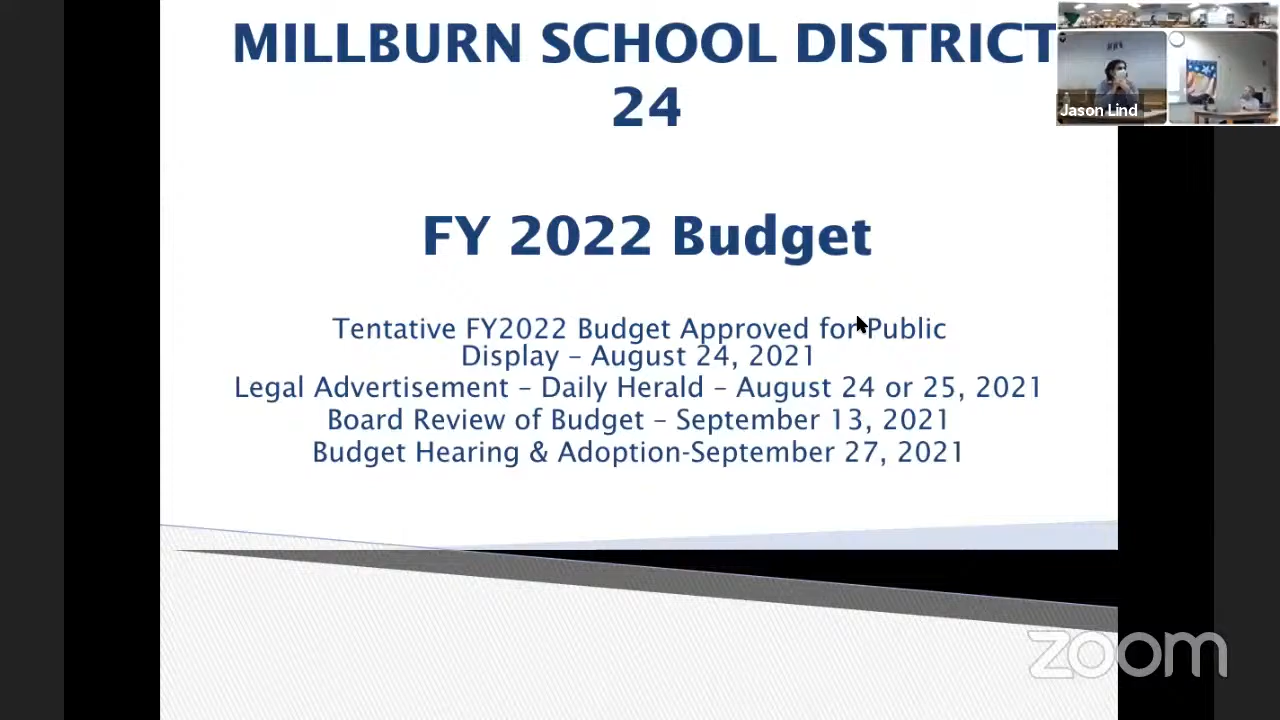 MILLBURN SCHOOL DISTRICT
24
FY 2022 Budget
Tentative FY2022 Budget Approved for Public
Display – August 24, 2021
Legal Advertisement – Daily Herald – August 24 or 25, 2021
Board Review of Budget – September 13, 2021
Budget Hearing & Adoption-September 27, 2021
Jason Lind
zoom